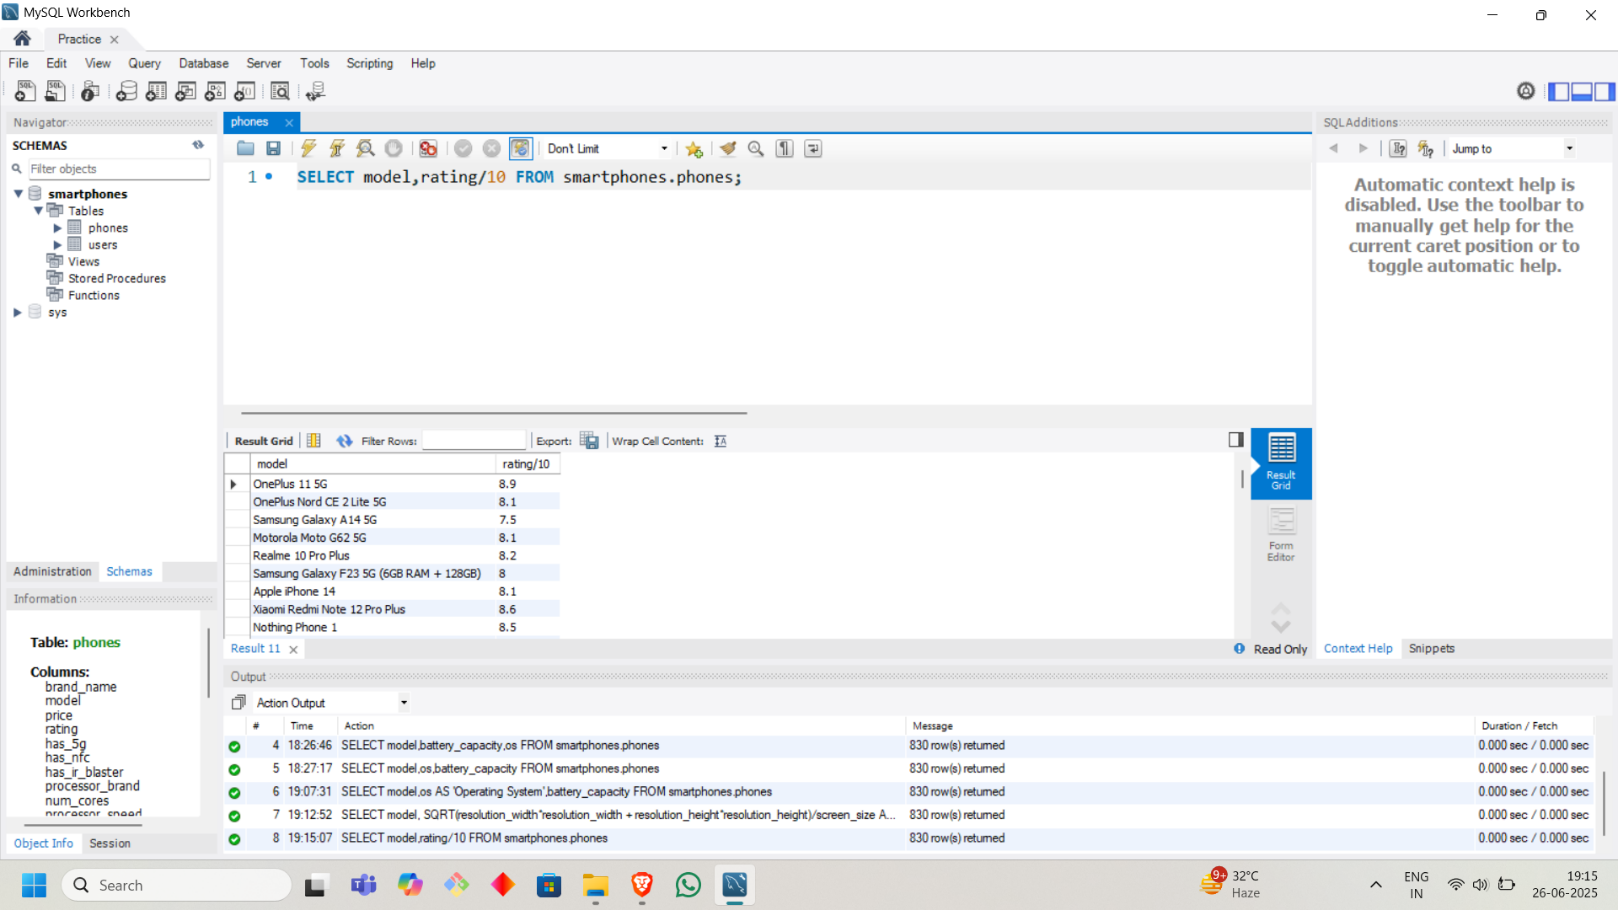 MySQL Workbench
Practice
File Edit View Query Database Server Tools Scripting Help
Navigator
SCHEMAS
Filter objects
smartphones
Tables
phones
users
Views
Stored Procedures
Functions
sys
Administration Schemas
Information
Table: phones
Columns:
brand_name
model
price
rating
has_5g
has_nfc
has_ir_blaster
processor_brand
num_cores
processor_speed
Object Info Session
phones
Don't Limit
1 SELECT model,rating/10 FROM smartphones.phones;
Result Grid Filter Rows: Export: Wrap Cell Content:
model rating/10
OnePlus 11 5G 8.9
OnePlus Nord CE 2 Lite 5G 8.1
Samsung Galaxy A14 5G 7.5
Motorola Moto G62 5G 8.1
Realme 10 Pro Plus 8.2
Samsung Galaxy F23 5G (6GB RAM + 128GB) 8
Apple iPhone 14 8.1
Xiaomi Redmi Note 12 Pro Plus 8.6
Nothing Phone 1 8.5
Result Grid
Form Editor
Result 11
Read Only
SQLAdditions
Jump to
Automatic context help is
disabled. Use the toolbar to
manually get help for the
current caret position or to
toggle automatic help.
Context Help Snippets
Output
Action Output
# Time Action Message Duration / Fetch
4 18:26:46 SELECT model,battery_capacity,os FROM smartphones.phones 830 row(s) returned 0.000 sec / 0.000 sec
5 18:27:17 SELECT model,os,battery_capacity FROM smartphones.phones 830 row(s) returned 0.000 sec / 0.000 sec
6 19:07:31 SELECT model,os AS 'Operating System',battery_capacity FROM smartphones.phones 830 row(s) returned 0.000 sec / 0.000 sec
7 19:12:52 SELECT model, SQRT(resolution_width*resolution_width + resolution_height*resolution_height)/screen_size A... 830 row(s) returned 0.000 sec / 0.000 sec
8 19:15:07 SELECT model,rating/10 FROM smartphones.phones 830 row(s) returned 0.000 sec / 0.000 sec
Search
9+
32°C
Haze
ENG
IN
19:15
26-06-2025